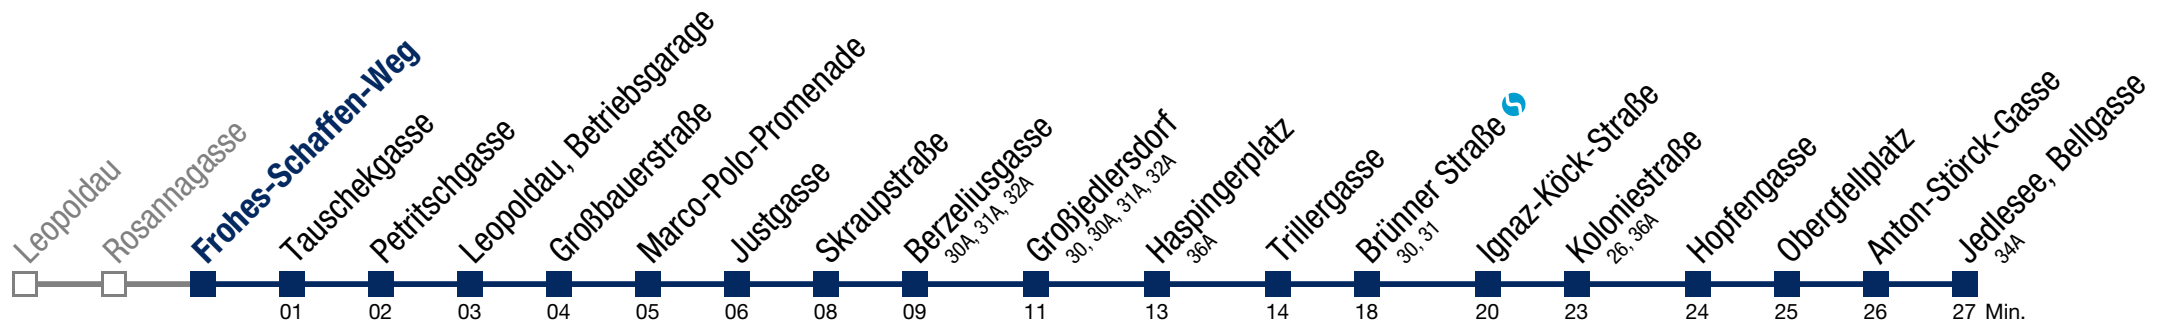 Leopoldau
Rosannagasse
Frohes-Schaffen-Weg
Tauschekgasse
Petritschgasse
Leopoldau, Betriebsgarage
Großbauerstraße
Marco-Polo-Promenade
Justgasse
Skraupstraße
Berzeliusgasse
30A, 31A, 32A
Großjedlersdorf
30, 30A, 31A, 32A
Haspingerplatz
36A
Trillergasse
Brünner Straße
30, 31
Ignaz-Köck-Straße
Koloniestraße
26, 36A
Hopfengasse
Obergfellplatz
Anton-Störck-Gasse
Jedlesee, Bellgasse
34A
01 02 03 04 05 06 08 09 11 13 14 18 20 23 24 25 26 27 Min.